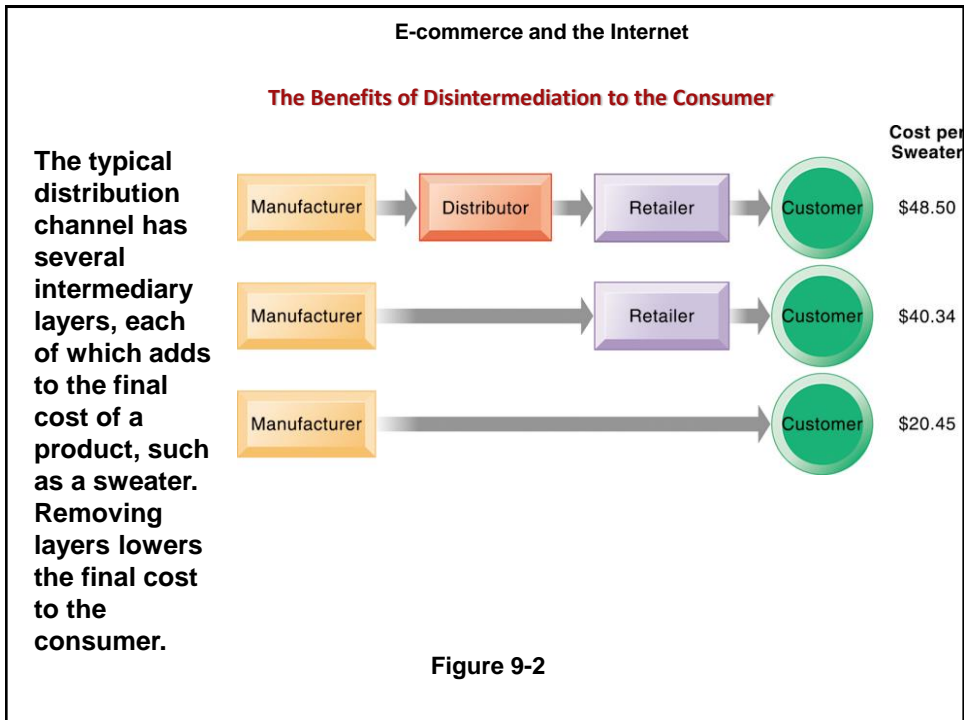 E-commerce and the Internet
The Benefits of Disintermediation to the Consumer
The typical
distribution
channel has
several
intermediary
layers, each
of which adds
to the final
cost of a
product, such
as a sweater.
Removing
layers lowers
the final cost
to the
consumer.
Cost per
Sweater
Manufacturer Distributor Retailer Customer $48.50
Manufacturer Retailer Customer $40.34
Manufacturer Customer $20.45
Figure 9-2